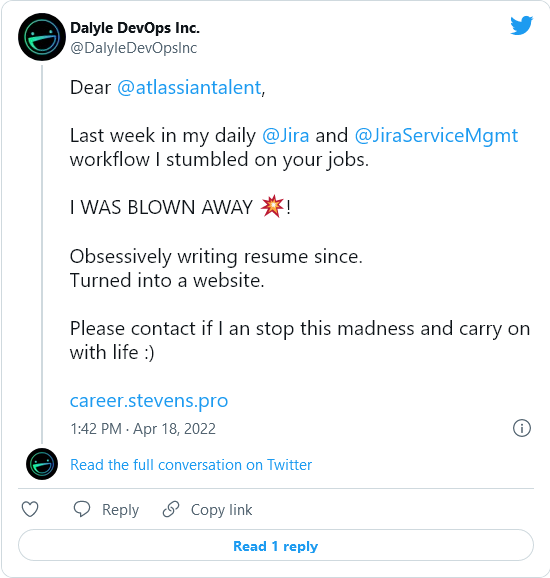 Dalyle DevOps Inc.
@DalyleDevOpsInc
Dear @atlassiantalent,
Last week in my daily @Jira and @JiraServiceMgmt
workflow I stumbled on your jobs.
I WAS BLOWN AWAY 💥!
Obsessively writing resume since.
Turned into a website.
Please contact if I an stop this madness and carry on
with life :)
career.stevens.pro
1:42 PM · Apr 18, 2022
Read the full conversation on Twitter
Reply
Copy link
Read 1 reply